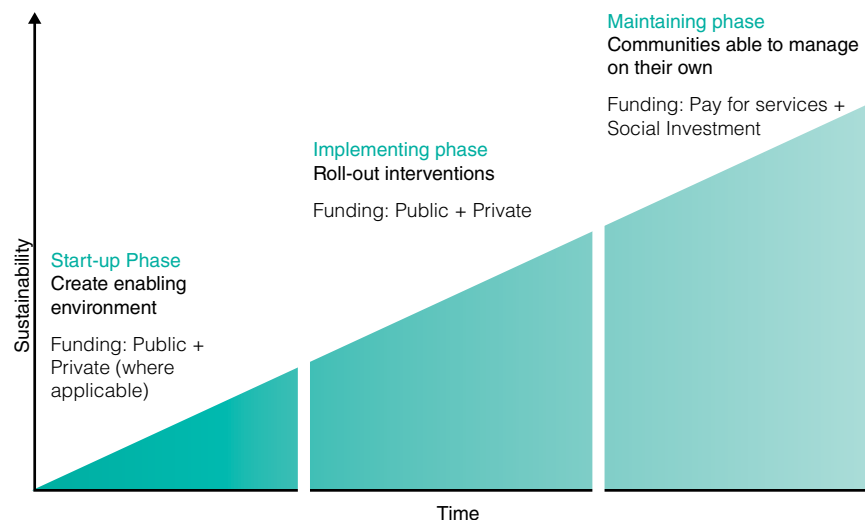 Maintaining phase
Communities able to manage
on their own
Funding: Pay for services +
Social Investment
Implementing phase
Roll-out interventions
Funding: Public + Private
Start-up Phase
Create enabling
environment
Funding: Public +
Private (where
applicable)
Sustainability
Time